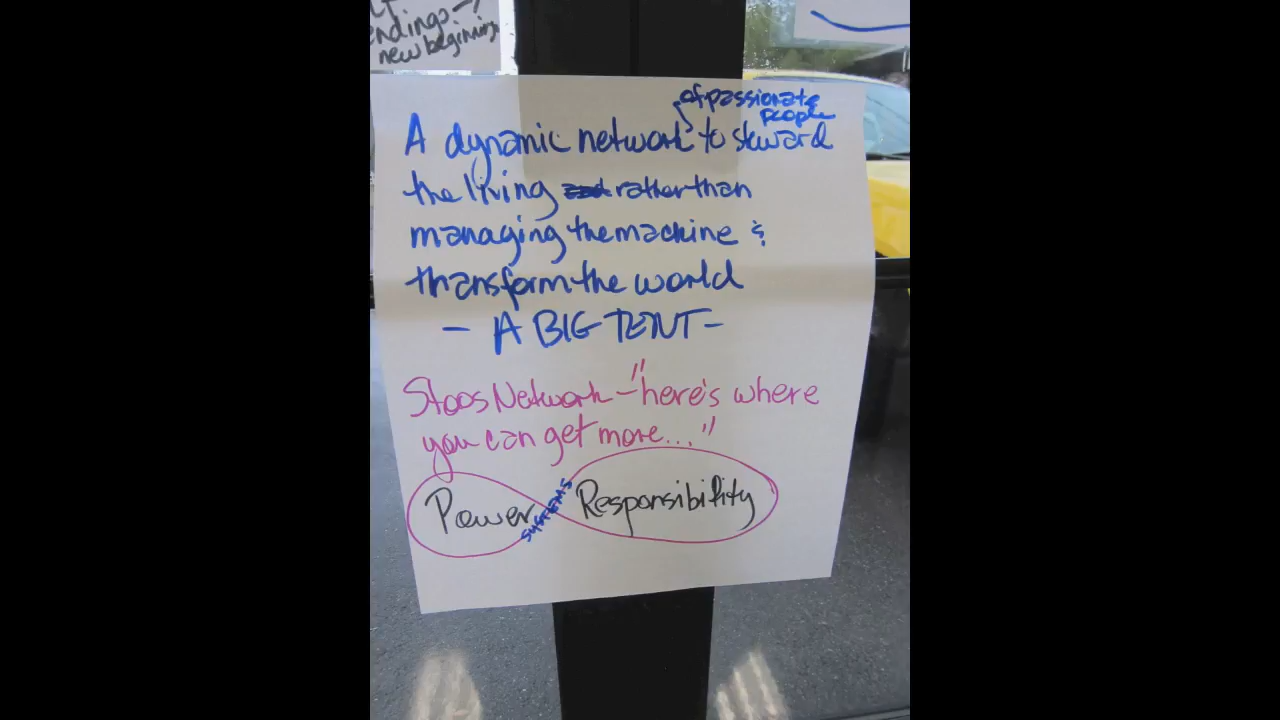 endings →
new beginnings
of passionate
people
A dynamic network to steward
the living rather than
managing the machine &
transform the world
– A BIG TENT –
Stoos Network – "here's where
you can get more..."
Power SYSTEMS Responsibility